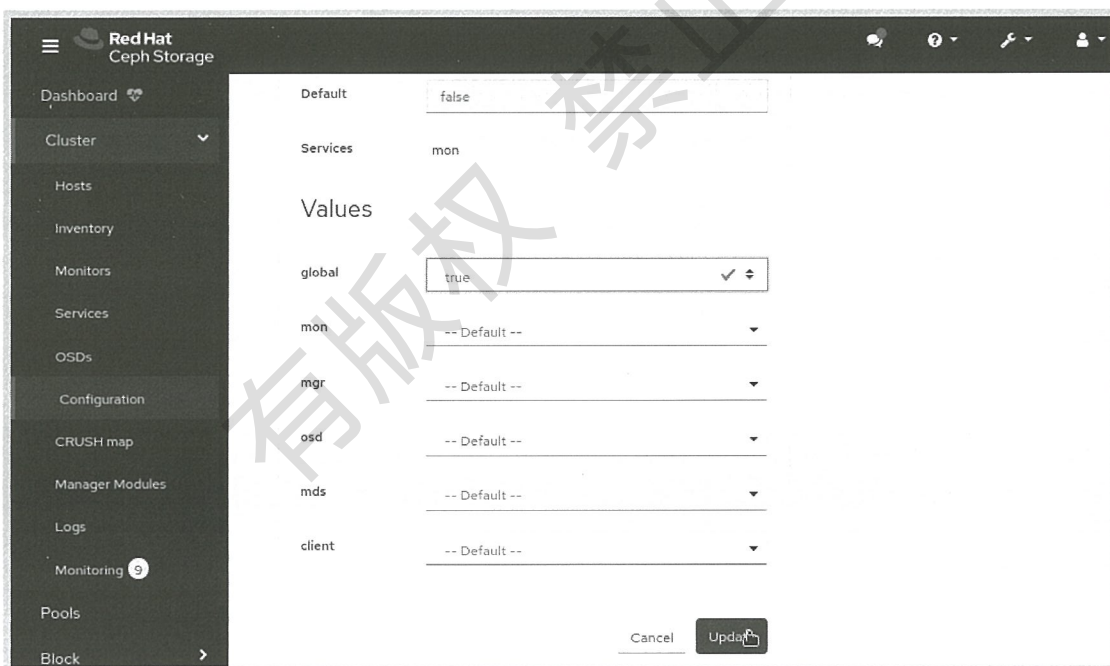 Red Hat
Ceph Storage
Dashboard
Cluster
Hosts
Inventory
Monitors
Services
OSDs
Configuration
CRUSH map
Manager Modules
Logs
Monitoring 9
Pools
Block
Default false
Services mon
Values
global true
mon -- Default --
mgr -- Default --
osd -- Default --
mds -- Default --
client -- Default --
Cancel Updat
有版权 禁止